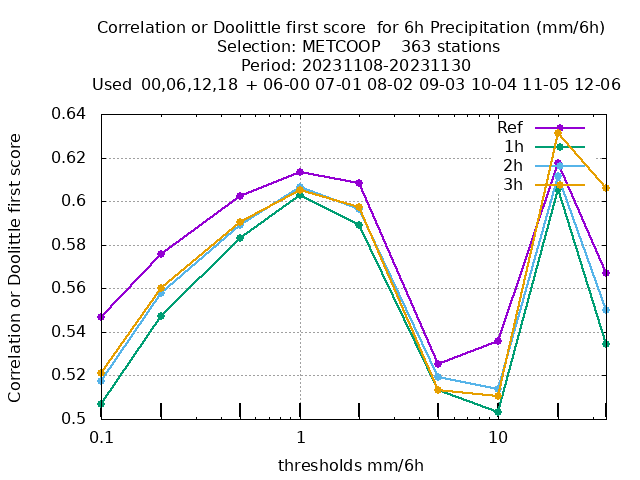 Correlation or Doolittle first score  for 6h Precipitation (mm/6h)
Selection: METCOOP    363 stations
Period: 20231108-20231130
Used  00,06,12,18  + 06-00 07-01 08-02 09-03 10-04 11-05 12-06
Correlation or Doolittle first score
0.64
0.62
0.6
0.58
0.56
0.54
0.52
0.5
Ref
1h
2h
3h
0.1
1
10
thresholds mm/6h